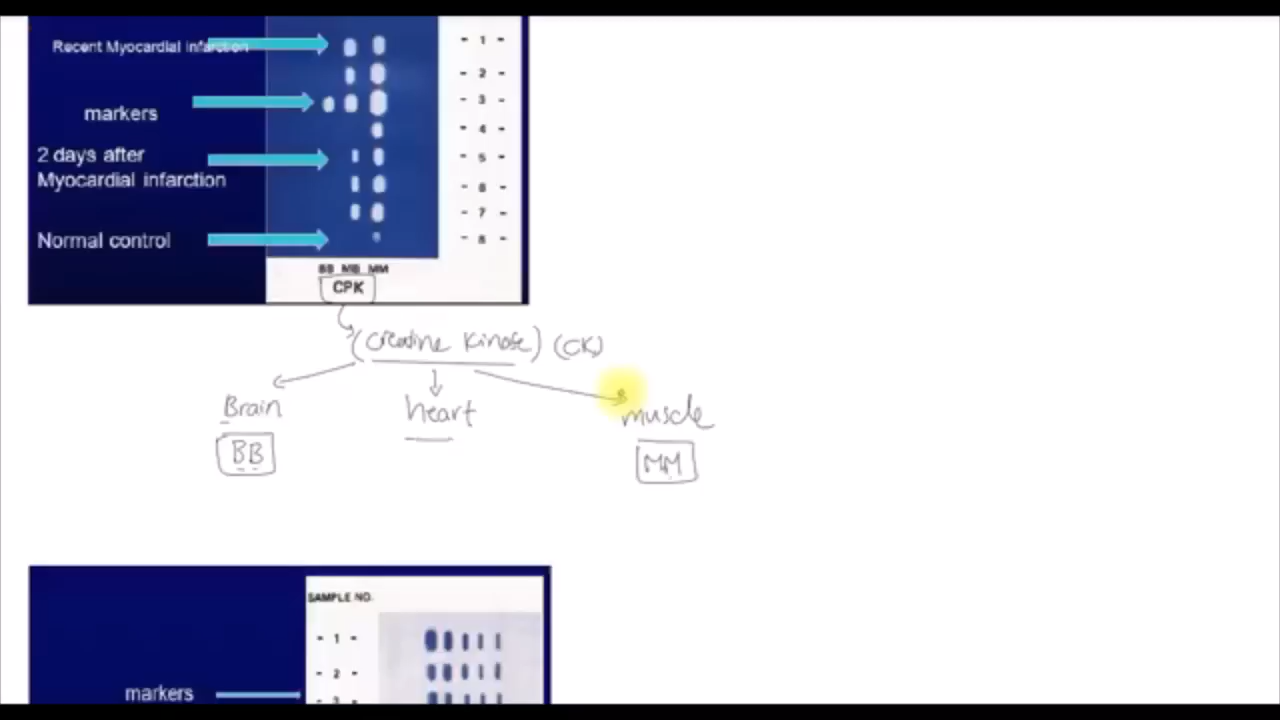 Recent Myocardial infarction
markers
2 days after
Myocardial infarction
Normal control
- 1 -
- 2 -
- 3 -
- 4 -
- 5 -
- 6 -
- 7 -
- 8 -
BB MB MM
CPK
(creatine kinase) (CK)
Brain heart muscle
BB MM
SAMPLE NO.
- 1 -
- 2 -
- 3 -
markers